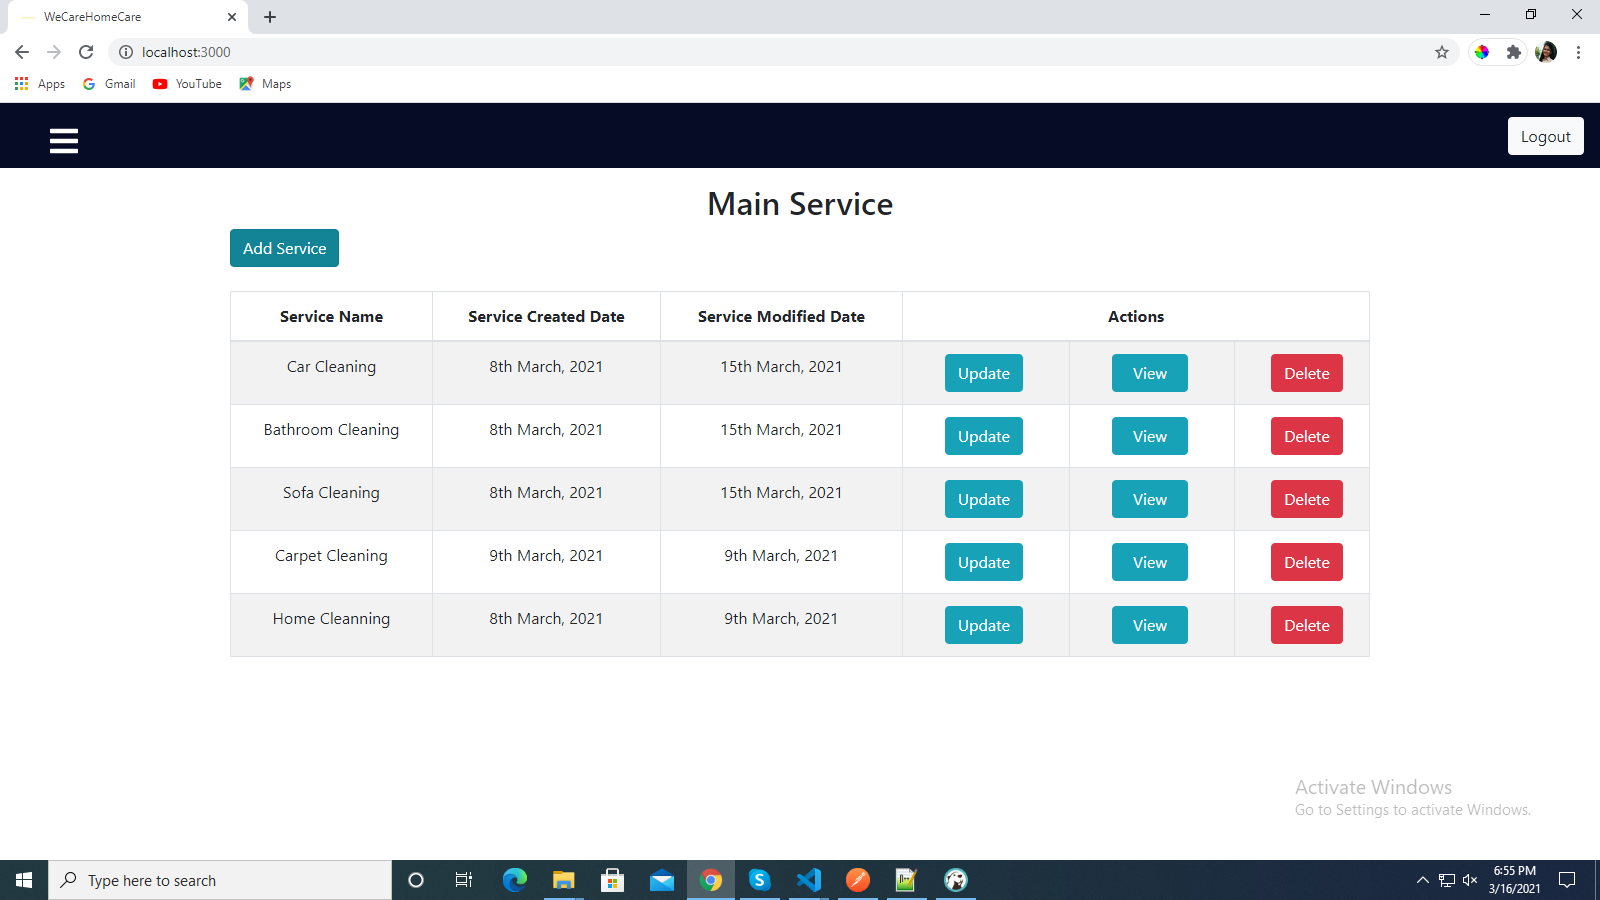 WeCareHomeCare
localhost:3000
Apps Gmail YouTube Maps
Logout
Main Service
Add Service
Service Name Service Created Date Service Modified Date Actions
Car Cleaning 8th March, 2021 15th March, 2021 Update View Delete
Bathroom Cleaning 8th March, 2021 15th March, 2021 Update View Delete
Sofa Cleaning 8th March, 2021 15th March, 2021 Update View Delete
Carpet Cleaning 9th March, 2021 9th March, 2021 Update View Delete
Home Cleanning 8th March, 2021 9th March, 2021 Update View Delete
Activate Windows
Go to Settings to activate Windows.
Type here to search
6:55 PM
3/16/2021